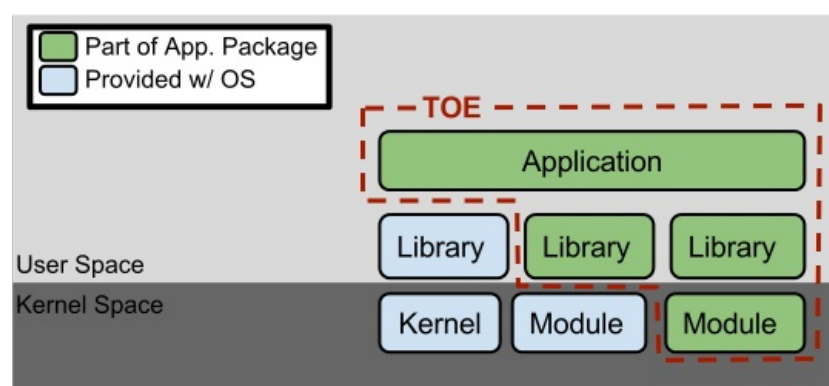 Part of App. Package
Provided w/ OS
TOE
Application
Library
Library
Library
User Space
Kernel Space
Kernel
Module
Module